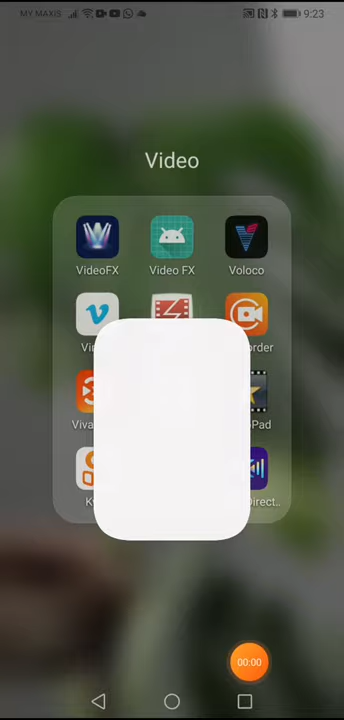 MY MAXIS 9:23
Video
VideoFX Video FX Voloco
Vi order
Viva Pad
K Direct..
00:00